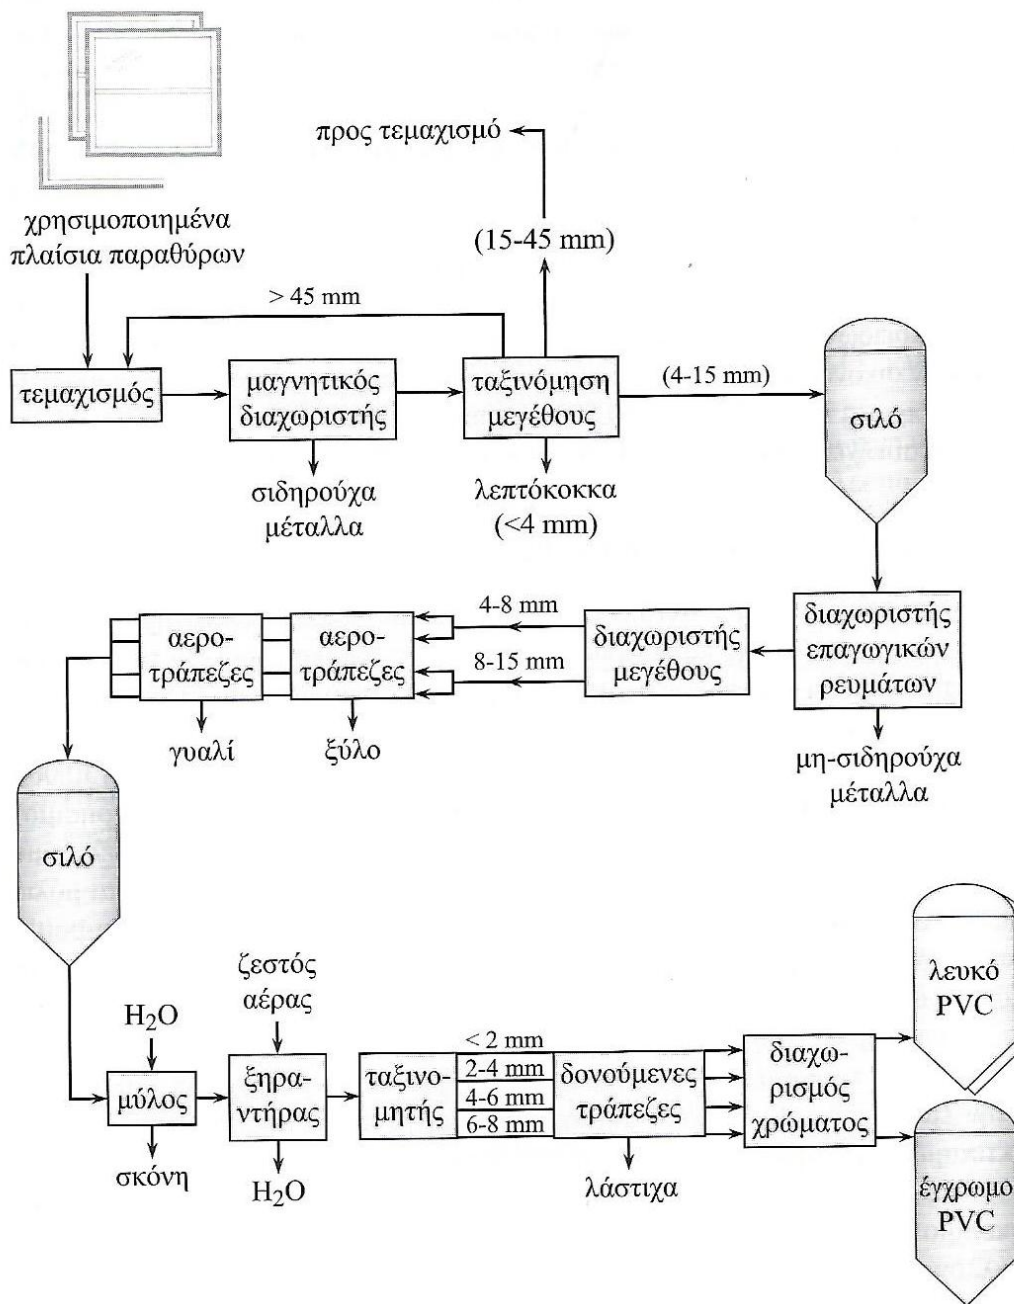 προς τεμαχισμό
χρησιμοποιημένα
πλαίσια παραθύρων
(15-45 mm)
> 45 mm
τεμαχισμός
μαγνητικός
διαχωριστής
ταξινόμηση
μεγέθους
(4-15 mm)
σιλό
σιδηρούχα
μέταλλα
λεπτόκοκκα
(<4 mm)
αερο-
τράπεζες
αερο-
τράπεζες
4-8 mm
8-15 mm
διαχωριστής
μεγέθους
διαχωριστής
επαγωγικών
ρευμάτων
γυαλί
ξύλο
μη-σιδηρούχα
μέταλλα
σιλό
H₂O
ζεστός
αέρας
μύλος
ξηρα-
ντήρας
ταξινο-
μητής
< 2 mm
2-4 mm
4-6 mm
6-8 mm
δονούμενες
τράπεζες
διαχω-
ρισμός
χρώματος
λευκό
PVC
σκόνη
H₂O
λάστιχα
έγχρωμο
PVC